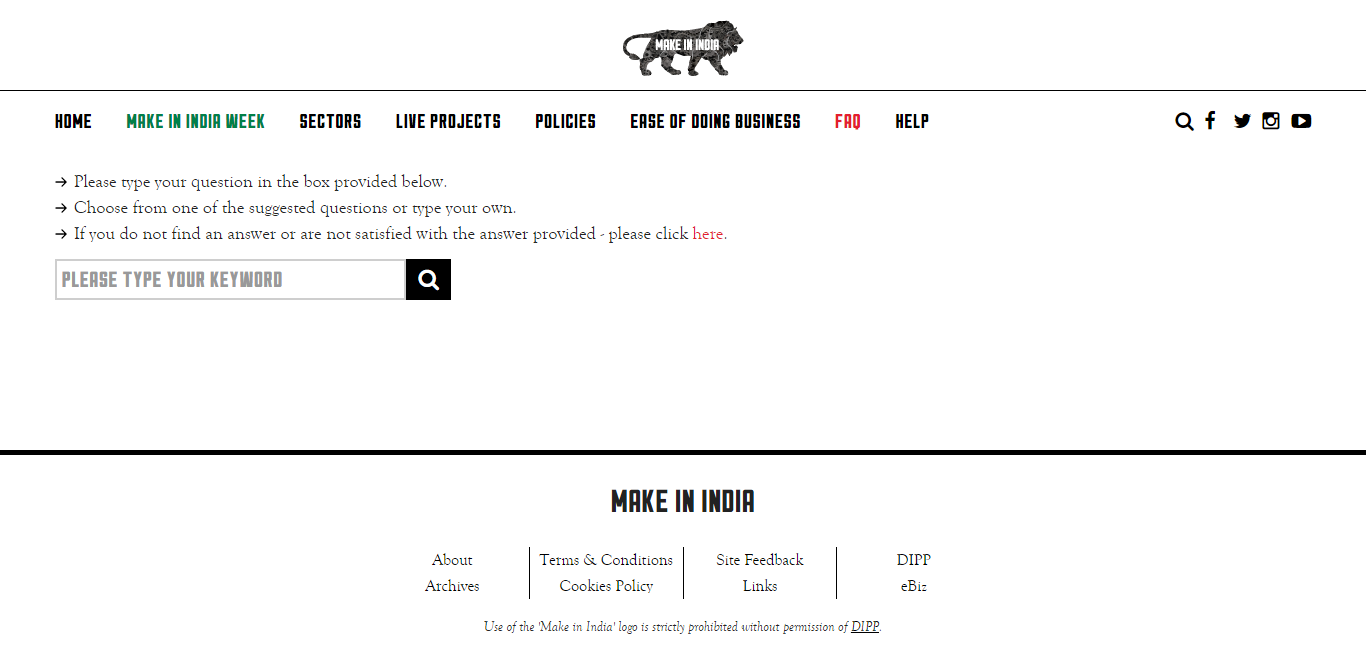 MAKE IN INDIA
HOME MAKE IN INDIA WEEK SECTORS LIVE PROJECTS POLICIES EASE OF DOING BUSINESS FAQ HELP
→ Please type your question in the box provided below.
→ Choose from one of the suggested questions or type your own.
→ If you do not find an answer or are not satisfied with the answer provided - please click here.
PLEASE TYPE YOUR KEYWORD
MAKE IN INDIA
About Terms & Conditions Site Feedback DIPP
Archives Cookies Policy Links eBiz
Use of the 'Make in India' logo is strictly prohibited without permission of DIPP.